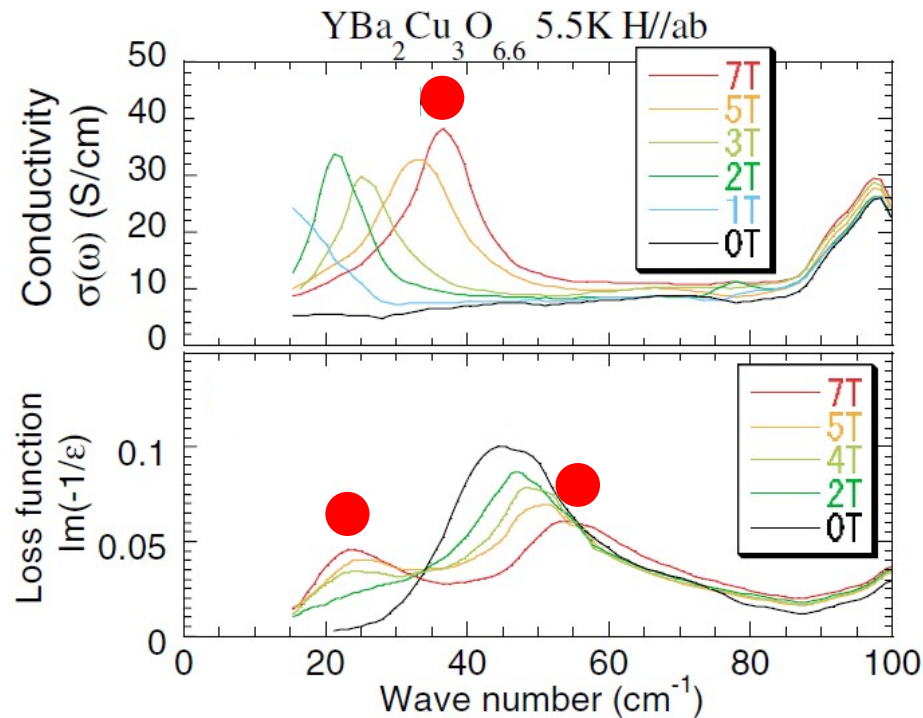 YBa2Cu3O6.6 5.5K H//ab
Conductivity
σ(ω) (S/cm)
50
40
30
20
10
0
7T
5T
3T
2T
1T
0T
Loss function
Im(-1/ε)
0.1
0.05
0
7T
5T
4T
2T
0T
0 20 40 60 80 100
Wave number (cm-1)